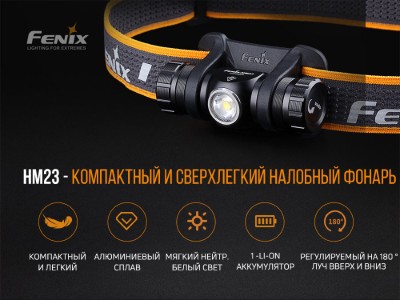 FENIX
LIGHTING FOR EXTREMES
FENIX
HM23 - КОМПАКТНЫЙ И СВЕРХЛЕГКИЙ НАЛОБНЫЙ ФОНАРЬ
180°
КОМПАКТНЫЙ
И ЛЕГКИЙ
АЛЮМИНИЕВЫЙ
СПЛАВ
МЯГКИЙ НЕЙТР.
БЕЛЫЙ СВЕТ
1 -LI-ON
АККУМУЛЯТОР
РЕГУЛИРУЕМЫЙ НА 180 °
ЛУЧ ВВЕРХ И ВНИЗ